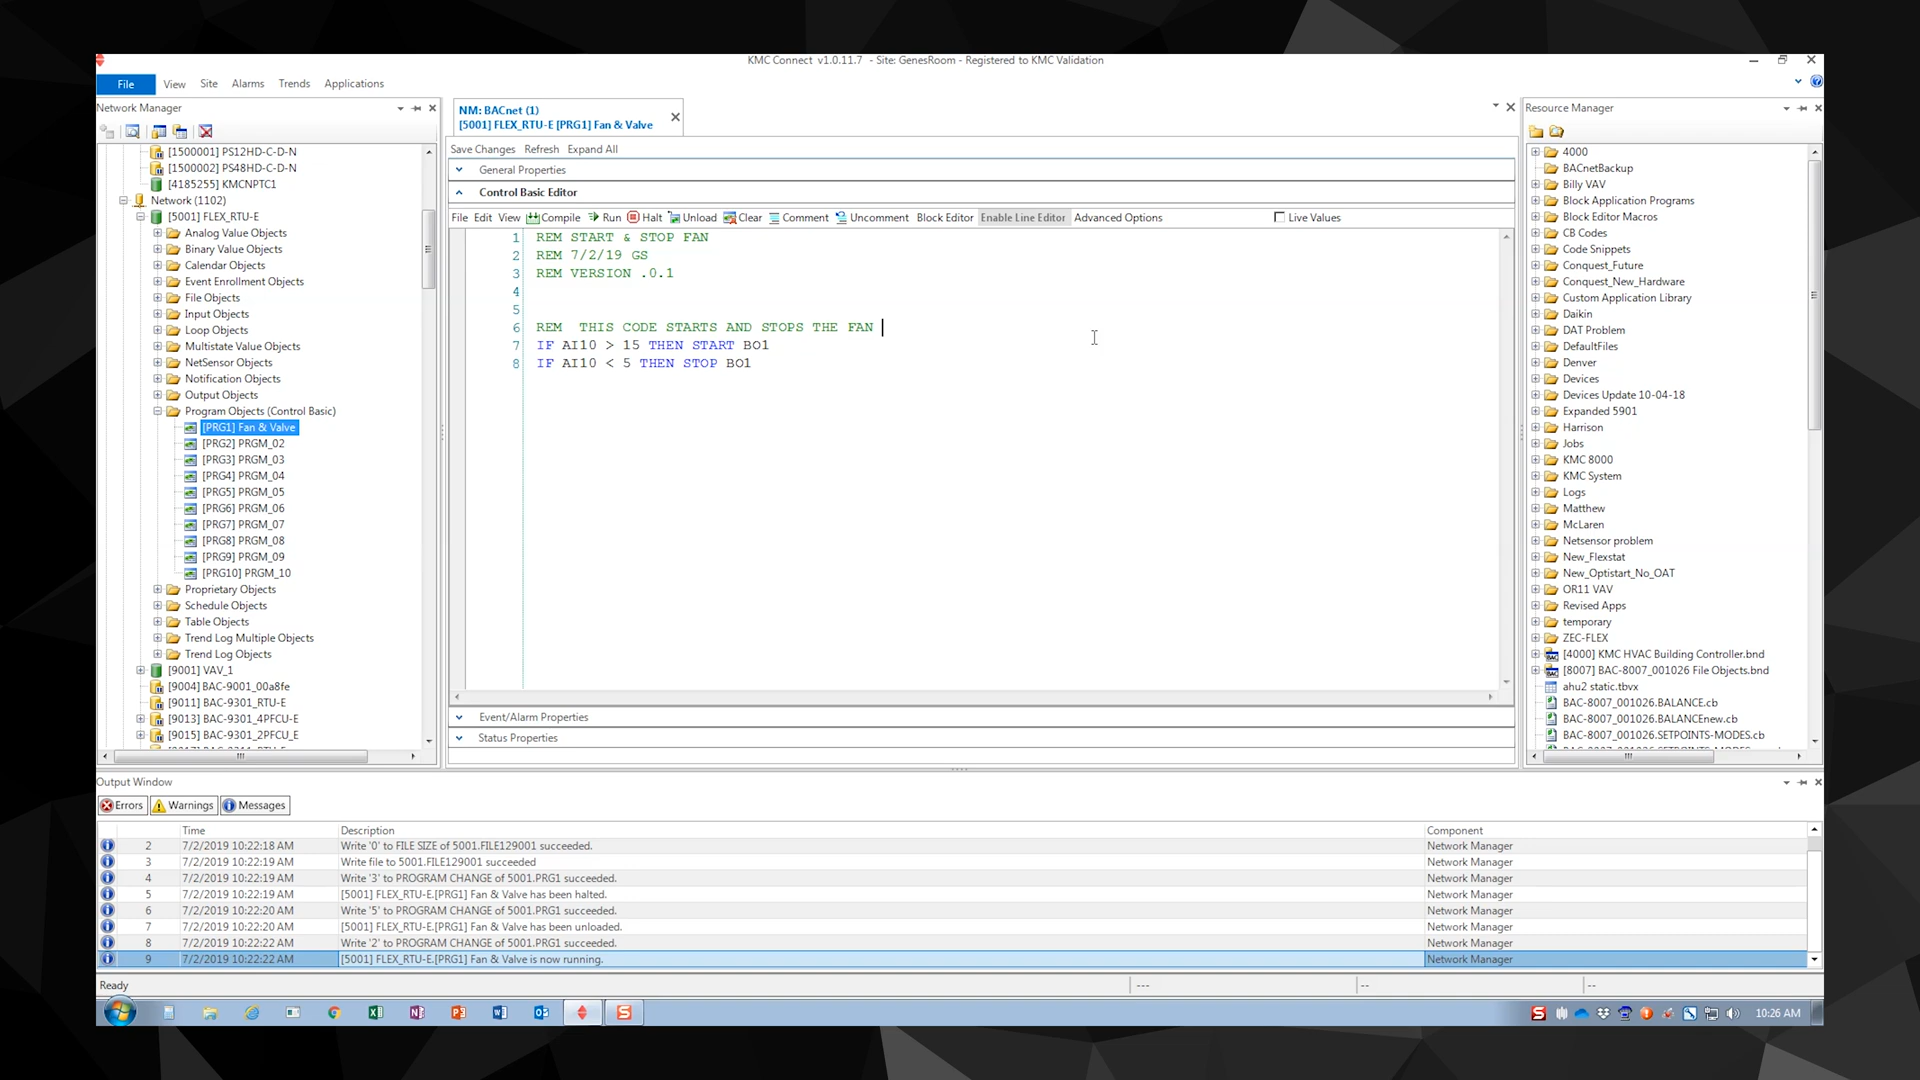 KMC Connect v1.0.11.7 - Site: GenesRoom - Registered to KMC Validation
File View Site Alarms Trends Applications
Network Manager
[1500001] PS12HD-C-D-N
[1500002] PS48HD-C-D-N
[4185255] KMCNPTC1
Network (1102)
[5001] FLEX_RTU-E
Analog Value Objects
Binary Value Objects
Calendar Objects
Event Enrollment Objects
File Objects
Input Objects
Loop Objects
Multistate Value Objects
NetSensor Objects
Notification Objects
Output Objects
Program Objects (Control Basic)
[PRG1] Fan & Valve
[PRG2] PRGM_02
[PRG3] PRGM_03
[PRG4] PRGM_04
[PRG5] PRGM_05
[PRG6] PRGM_06
[PRG7] PRGM_07
[PRG8] PRGM_08
[PRG9] PRGM_09
[PRG10] PRGM_10
Proprietary Objects
Schedule Objects
Table Objects
Trend Log Multiple Objects
Trend Log Objects
[9001] VAV_1
[9004] BAC-9001_00a8fe
[9011] BAC-9301_RTU-E
[9013] BAC-9301_4PFCU-E
[9015] BAC-9301_2PFCU_E
NM: BACnet (1)
[5001] FLEX_RTU-E [PRG1] Fan & Valve
Save Changes Refresh Expand All
General Properties
Control Basic Editor
File Edit View Compile Run Halt Unload Clear Comment Uncomment Block Editor Enable Line Editor Advanced Options Live Values
1 REM START & STOP FAN
2 REM 7/2/19 GS
3 REM VERSION .0.1
4
5
6 REM  THIS CODE STARTS AND STOPS THE FAN
7 IF AI10 > 15 THEN START BO1
8 IF AI10 < 5 THEN STOP BO1
Event/Alarm Properties
Status Properties
Resource Manager
4000
BACnetBackup
Billy VAV
Block Application Programs
Block Editor Macros
CB Codes
Code Snippets
Conquest_Future
Conquest_New_Hardware
Custom Application Library
Daikin
DAT Problem
DefaultFiles
Denver
Devices
Devices Update 10-04-18
Expanded 5901
Harrison
Jobs
KMC 8000
KMC System
Logs
Matthew
McLaren
Netsensor problem
New_Flexstat
New_Optistart_No_OAT
OR11 VAV
Revised Apps
temporary
ZEC-FLEX
[4000] KMC HVAC Building Controller.bnd
[8007] BAC-8007_001026 File Objects.bnd
ahu2 static.tbvx
BAC-8007_001026.BALANCE.cb
BAC-8007_001026.BALANCEnew.cb
BAC-8007_001026.SETPOINTS-MODES.cb
Output Window
Errors Warnings Messages
Time Description Component
2 7/2/2019 10:22:18 AM Write '0' to FILE SIZE of 5001.FILE129001 succeeded. Network Manager
3 7/2/2019 10:22:19 AM Write file to 5001.FILE129001 succeeded Network Manager
4 7/2/2019 10:22:19 AM Write '3' to PROGRAM CHANGE of 5001.PRG1 succeeded. Network Manager
5 7/2/2019 10:22:19 AM [5001] FLEX_RTU-E.[PRG1] Fan & Valve has been halted. Network Manager
6 7/2/2019 10:22:20 AM Write '5' to PROGRAM CHANGE of 5001.PRG1 succeeded. Network Manager
7 7/2/2019 10:22:20 AM [5001] FLEX_RTU-E.[PRG1] Fan & Valve has been unloaded. Network Manager
8 7/2/2019 10:22:22 AM Write '2' to PROGRAM CHANGE of 5001.PRG1 succeeded. Network Manager
9 7/2/2019 10:22:22 AM [5001] FLEX_RTU-E.[PRG1] Fan & Valve is now running. Network Manager
Ready --- -- --
10:26 AM